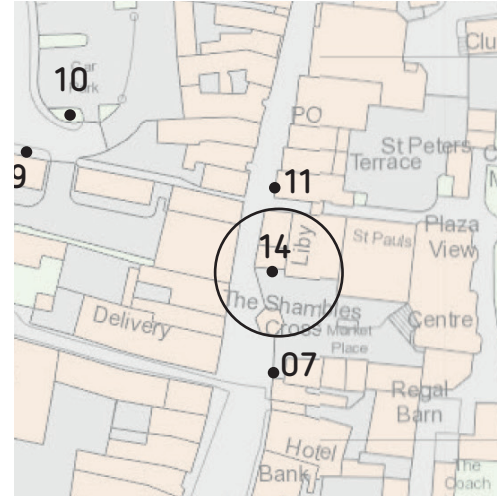 Clu
10
Car
Park
PO
St Peters
Terrace
9
11
Plaza
View
Liby
St Pauls
14
The Shambles
Cross
Market
Place
Centre
Delivery
07
Regal
Barn
Hotel
Bank
The
Coach